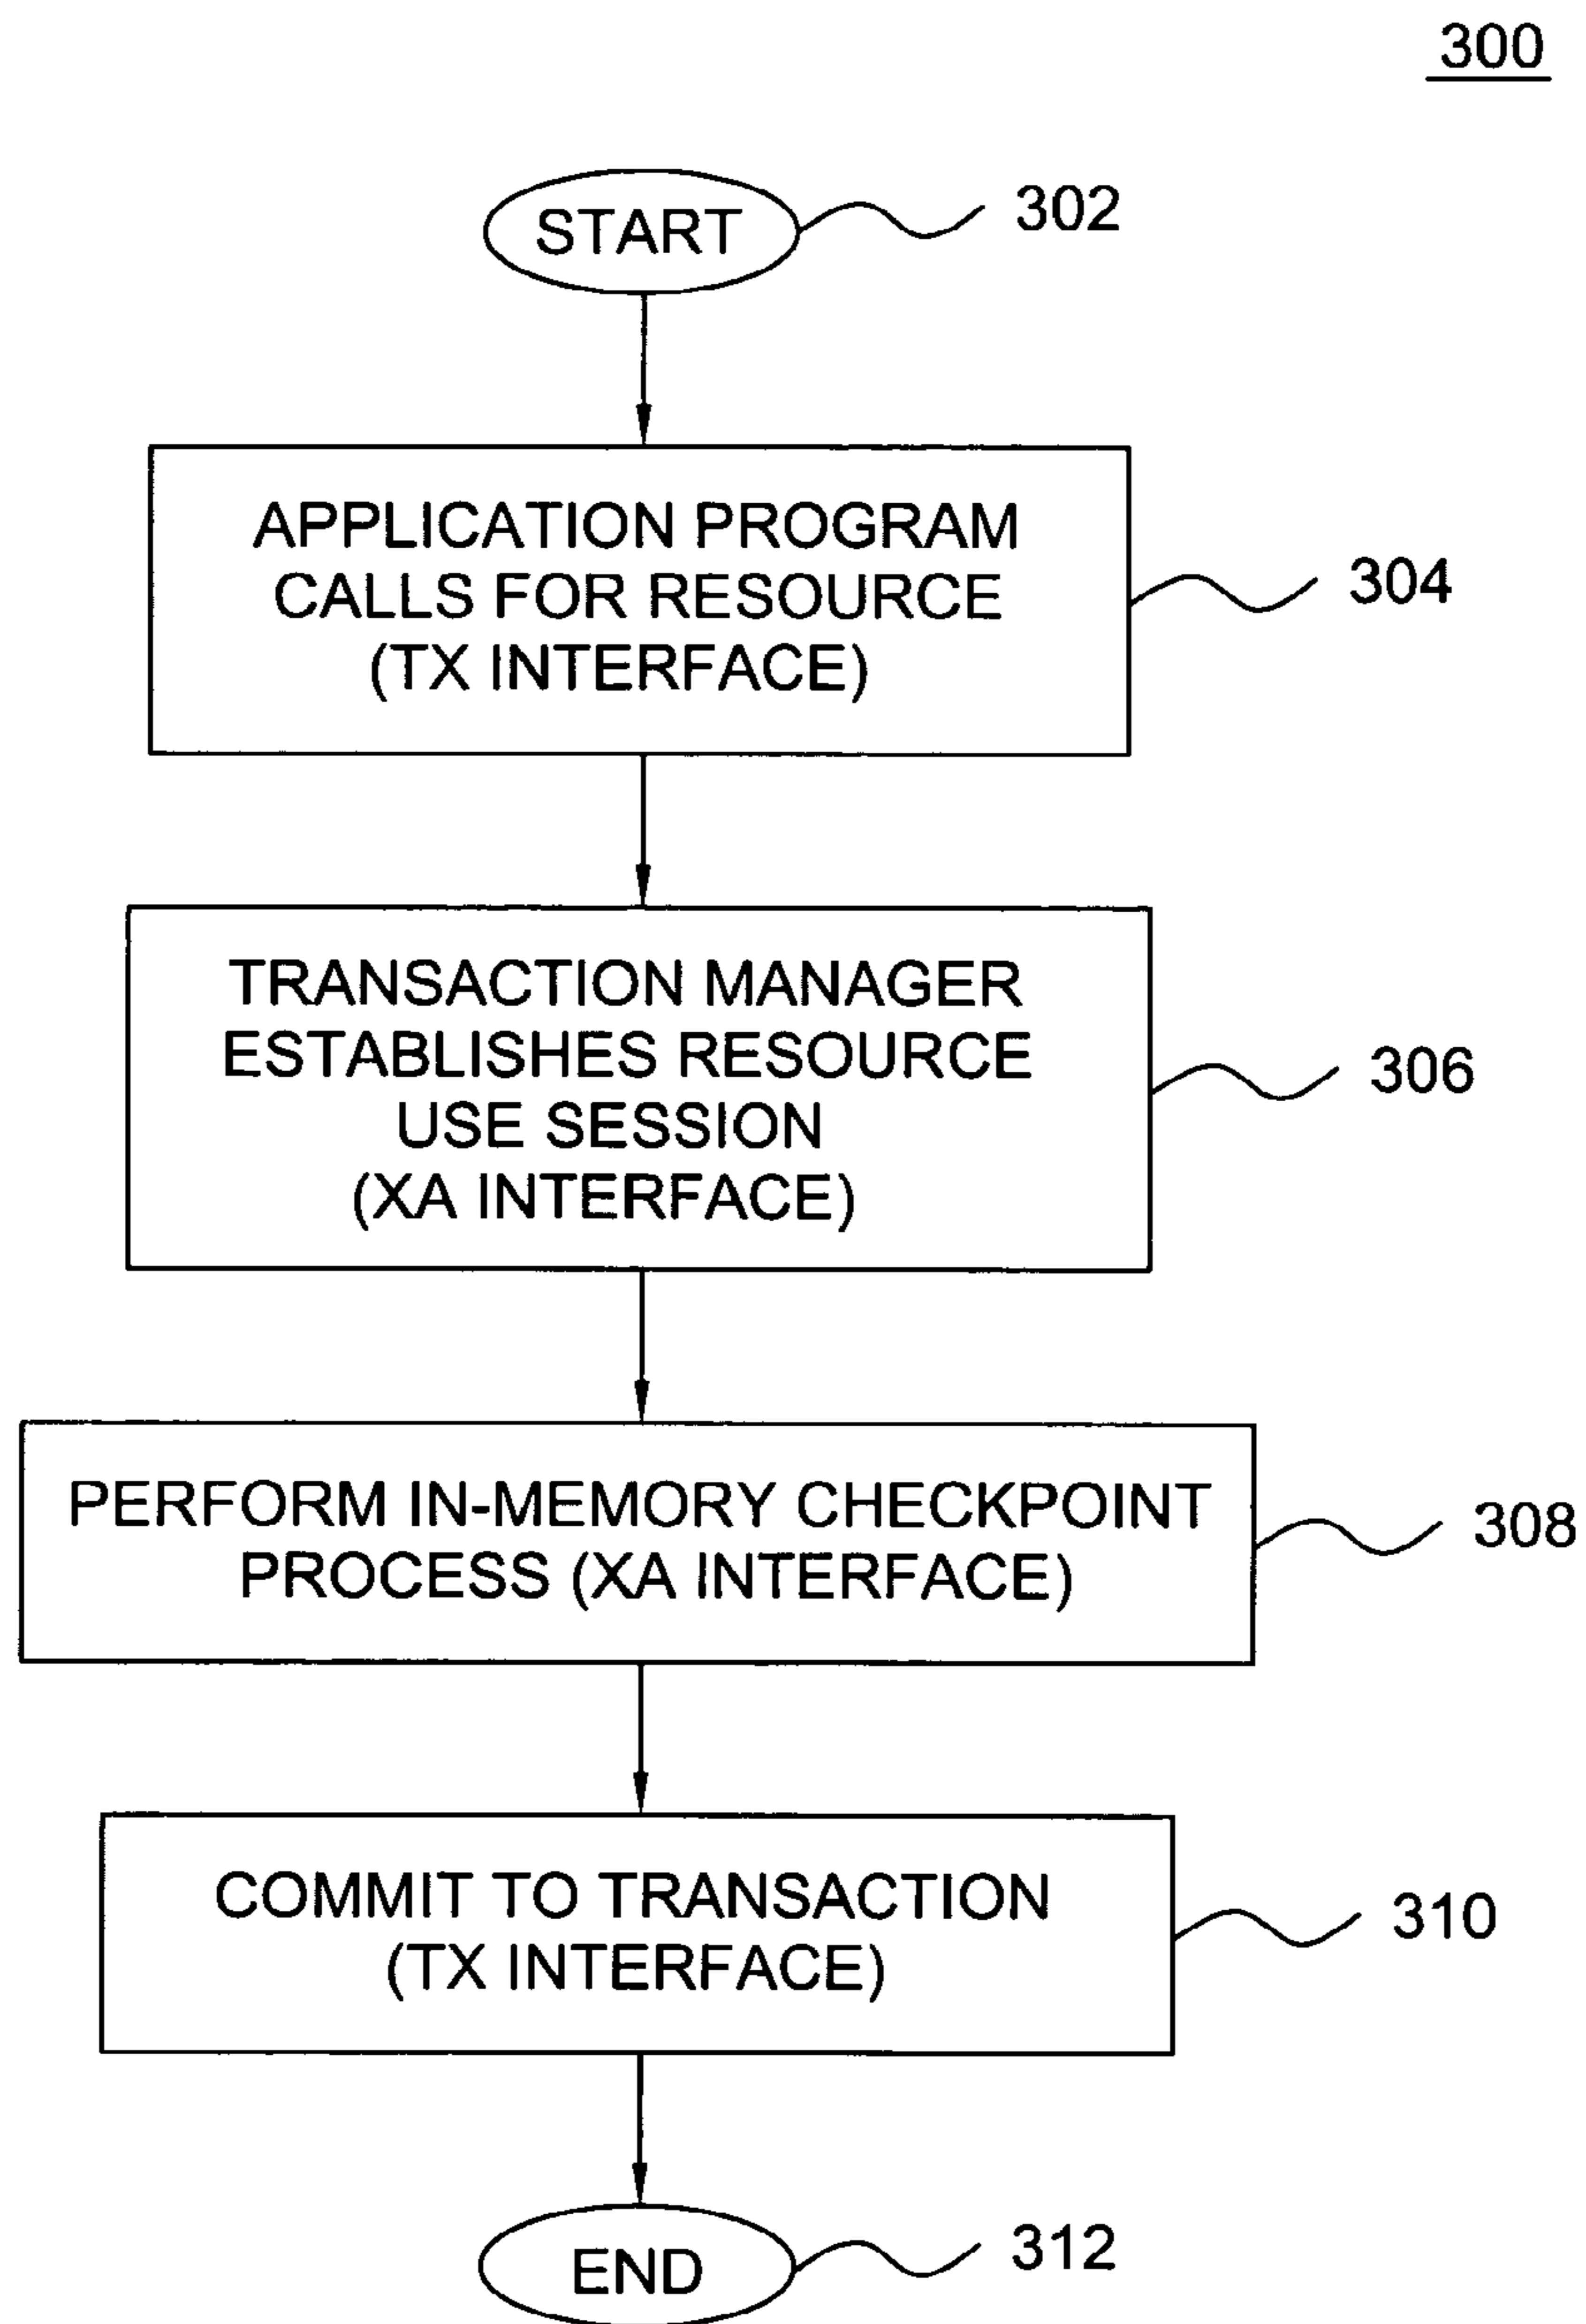 300
START
302
APPLICATION PROGRAM
CALLS FOR RESOURCE
(TX INTERFACE)
304
TRANSACTION MANAGER
ESTABLISHES RESOURCE
USE SESSION
(XA INTERFACE)
306
PERFORM IN-MEMORY CHECKPOINT
PROCESS (XA INTERFACE)
308
COMMIT TO TRANSACTION
(TX INTERFACE)
310
END
312